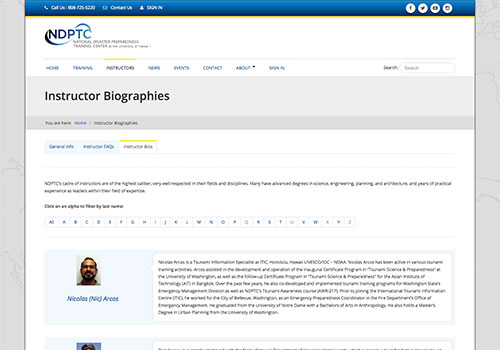 Call Us : 808-725-5220 Contact Us SIGN IN
NDPTC
NATIONAL DISASTER PREPAREDNESS
TRAINING CENTER at the University of Hawai'i
HOME TRAINING INSTRUCTORS NEWS EVENTS CONTACT ABOUT SIGN IN Search:
Instructor Biographies
You are here: Home Instructor Biographies
General Info Instructor FAQs Instructor Bios
NDPTC's cadre of instructors are of the highest caliber, very well-respected in their fields and disciplines. Many have advanced degrees in science, engineering, planning, and architecture, and years of practical
experience as leaders within their field of expertise.
Click on an alpha to filter by last name:
All A B C D E F G H I J K L M N O P Q R S T U V W X Y Z
Nicolas Arcos is a Tsunami Information Specialist at ITIC, Honolulu, Hawaii UNESCO/IOC – NOAA. Nicolas Arcos has been active in various tsunami
training activities. Arcos assisted in the development and operation of the inaugural Certificate Program in "Tsunami Science & Preparedness" at
the University of Washington, as well as the follow-up Certificate Program in "Tsunami Science & Preparedness" for the Asian Institute of
Technology (AIT) in Bangkok. Over the past few years, he also co-developed and implemented tsunami training programs for Washington State's
Emergency Management Division as well as NDPTC's Tsunami Awareness course (AWR-217). Prior to joining the International Tsunami Information
Centre (ITIC), he worked for the City of Bellevue, Washington, as an Emergency Preparedness Coordinator in the Fire Department's Office of
Emergency Management. He graduated from the University of Notre Dame with a Bachelor's of Arts in Anthropology. He also holds a Master's
Degree in Urban Planning from the University of Washington.
Nicolas (Nic) Arcos